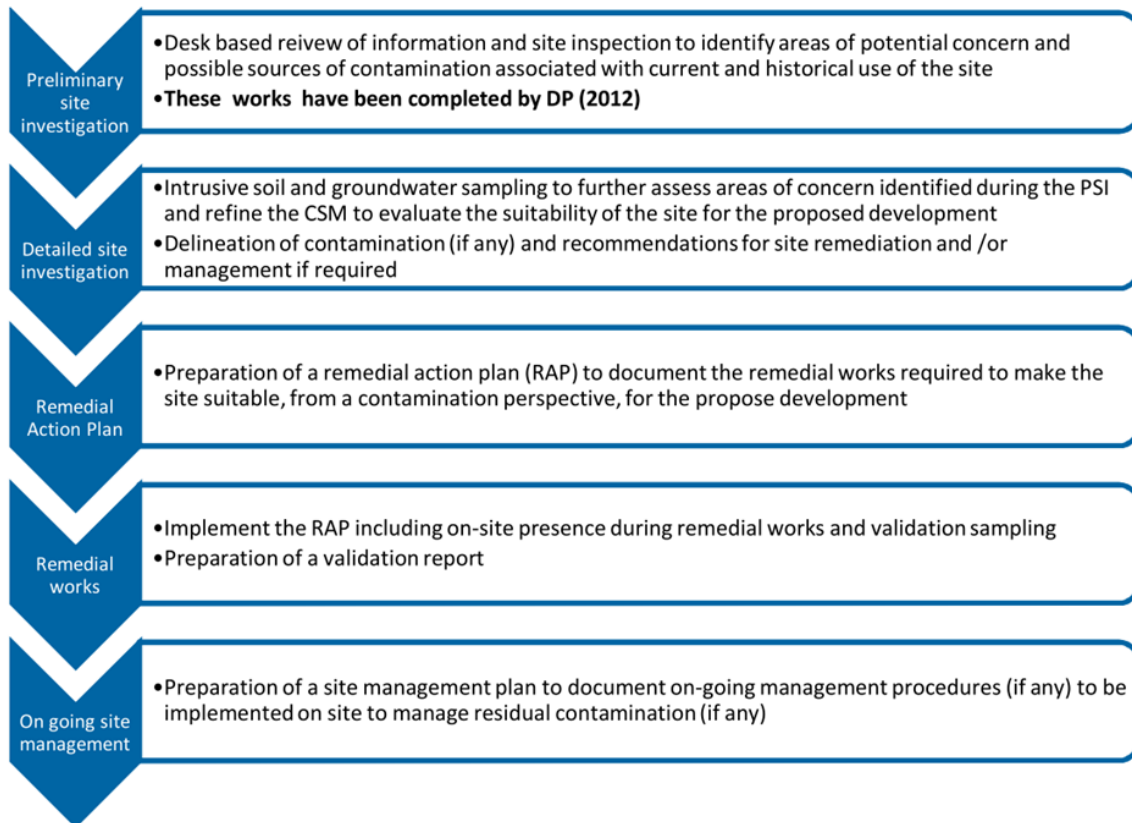 Preliminary
site
investigation
•Desk based reivew of information and site inspection to identify areas of potential concern and
possible sources of contamination associated with current and historical use of the site
•These works have been completed by DP (2012)
Detailed site
investigation
•Intrusive soil and groundwater sampling to further assess areas of concern identified during the PSI
and refine the CSM to evaluate the suitability of the site for the proposed development
•Delineation of contamination (if any) and recommendations for site remediation and /or
management if required
Remedial
Action Plan
•Preparation of a remedial action plan (RAP) to document the remedial works required to make the
site suitable, from a contamination perspective, for the propose development
Remedial
works
•Implement the RAP including on-site presence during remedial works and validation sampling
•Preparation of a validation report
On going site
management
•Preparation of a site management plan to document on-going management procedures (if any) to be
implemented on site to manage residual contamination (if any)